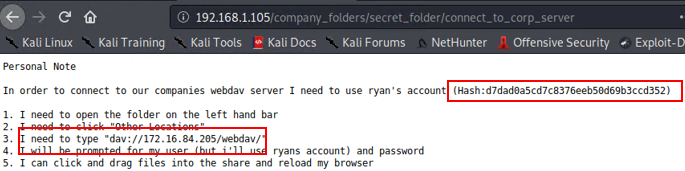 192.168.1.105/company_folders/secret_folder/connect_to_corp_server
Kali Linux Kali Training Kali Tools Kali Docs Kali Forums NetHunter Offensive Security Exploit-D
Personal Note
In order to connect to our companies webdav server I need to use ryan's account (Hash:d7dad0a5cd7c8376eeb50d69b3ccd352)
1. I need to open the folder on the left hand bar
2. I need to click "Other Locations"
3. I need to type "dav://172.16.84.205/webdav/"
4. I will be prompted for my user (but i'll use ryans account) and password
5. I can click and drag files into the share and reload my browser